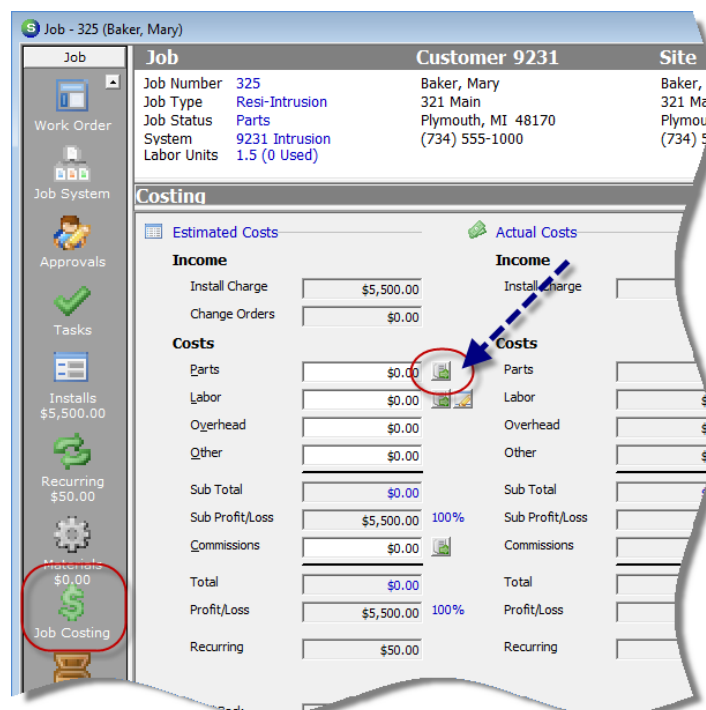 Job - 325 (Baker, Mary)
Job
Work Order
Job System
Approvals
Tasks
Installs
$5,500.00
Recurring
$50.00
Materials
$0.00
Job Costing
Job Customer 9231 Site
Job Number 325 Baker, Mary Baker,
Job Type Resi-Intrusion 321 Main 321 Ma
Job Status Parts Plymouth, MI 48170 Plymou
System 9231 Intrusion (734) 555-1000 (734)
Labor Units 1.5 (0 Used)
Costing
Estimated Costs Actual Costs
Income Income
Install Charge $5,500.00 Install Charge
Change Orders $0.00
Costs Costs
Parts $0.00 Parts
Labor $0.00 Labor $
Overhead $0.00 Overhead $
Other $0.00 Other $
Sub Total $0.00 Sub Total
Sub Profit/Loss $5,500.00 100% Sub Profit/Loss
Commissions $0.00 Commissions
Total $0.00 Total
Profit/Loss $5,500.00 100% Profit/Loss
Recurring $50.00 Recurring